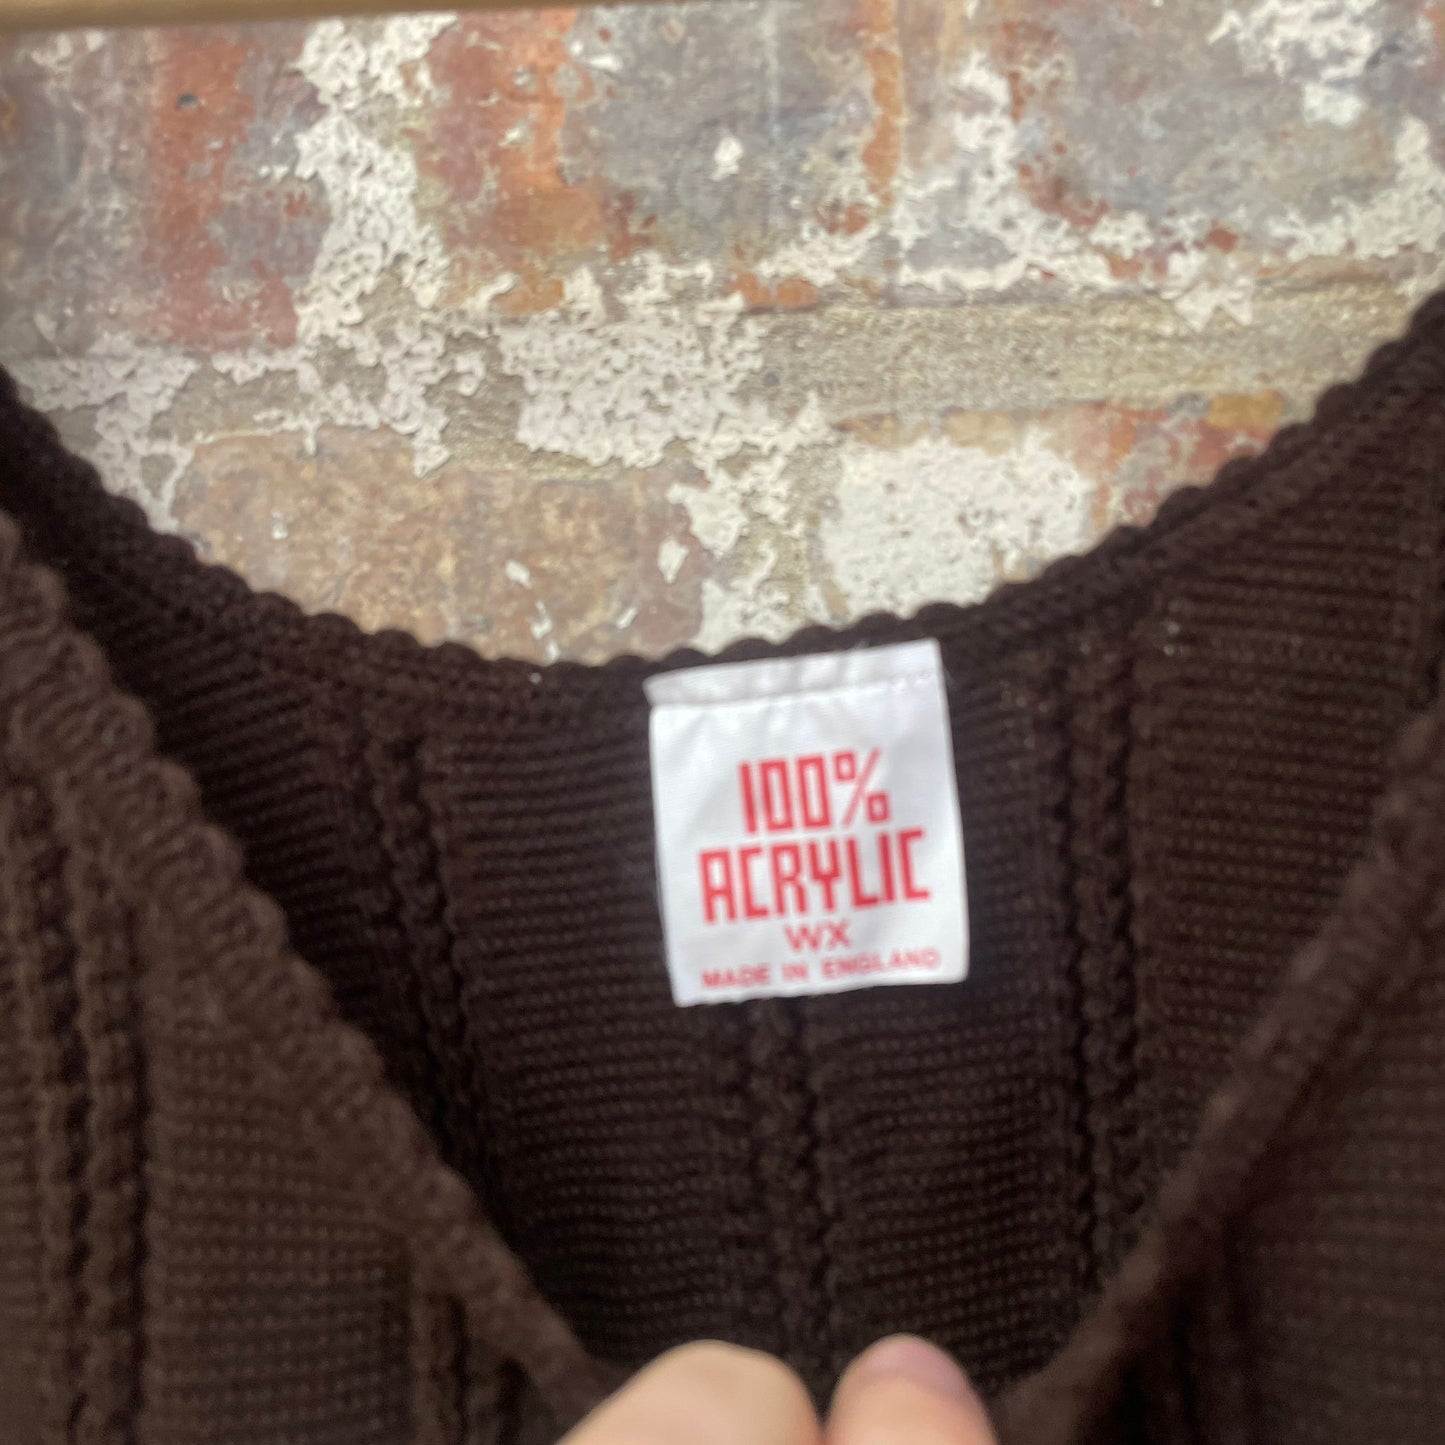 100%
ACRYLIC
WX
MADE IN ENGLAND